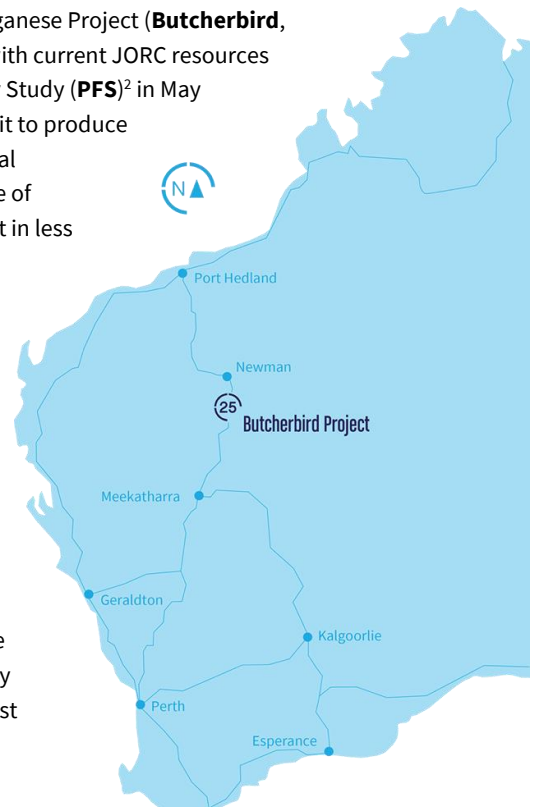 ganese Project (Butcherbird,
with current JORC resources
Study (PFS)2 in May
it to produce
al
e of
t in less
N
Port Hedland
Newman
25
Butcherbird Project
Meekatharra
Geraldton
Kalgoorlie
e
y
Perth
st
Esperance